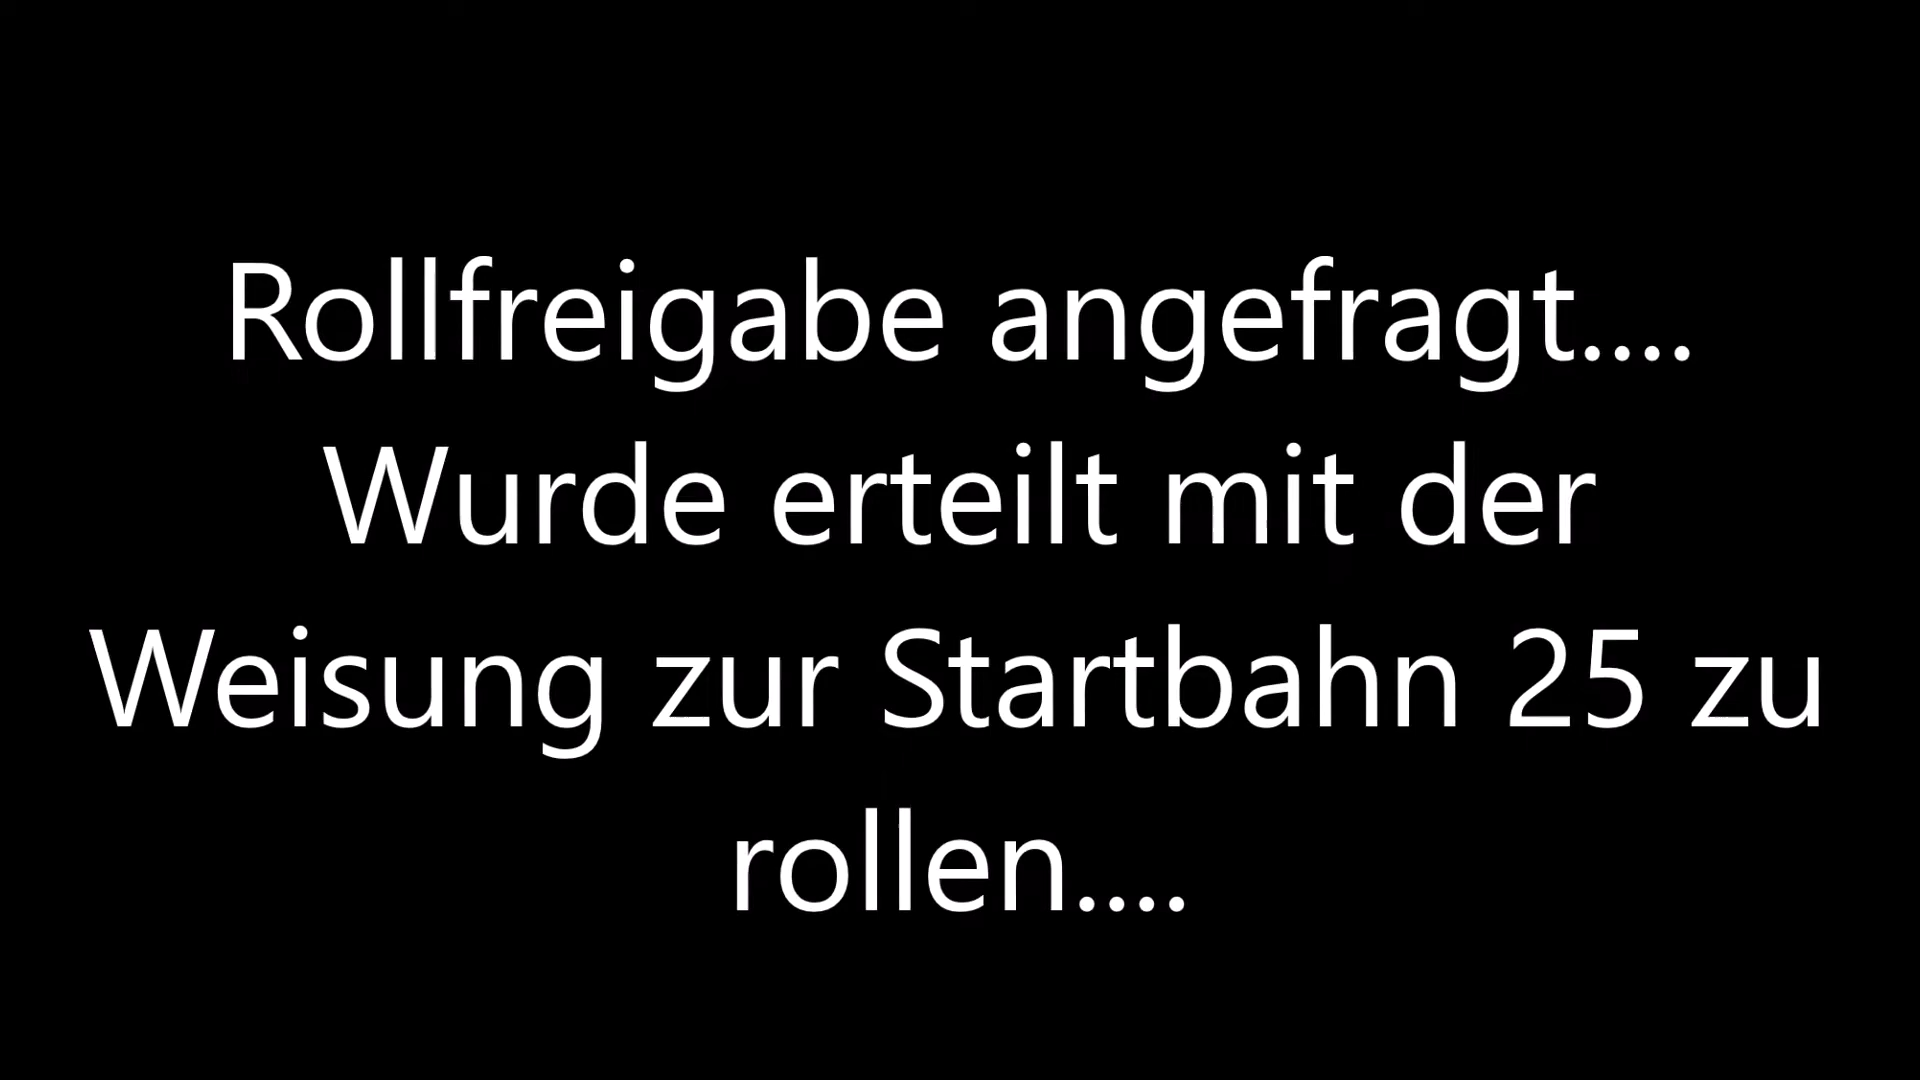 Rollfreigabe angefragt....
Wurde erteilt mit der
Weisung zur Startbahn 25 zu
rollen....